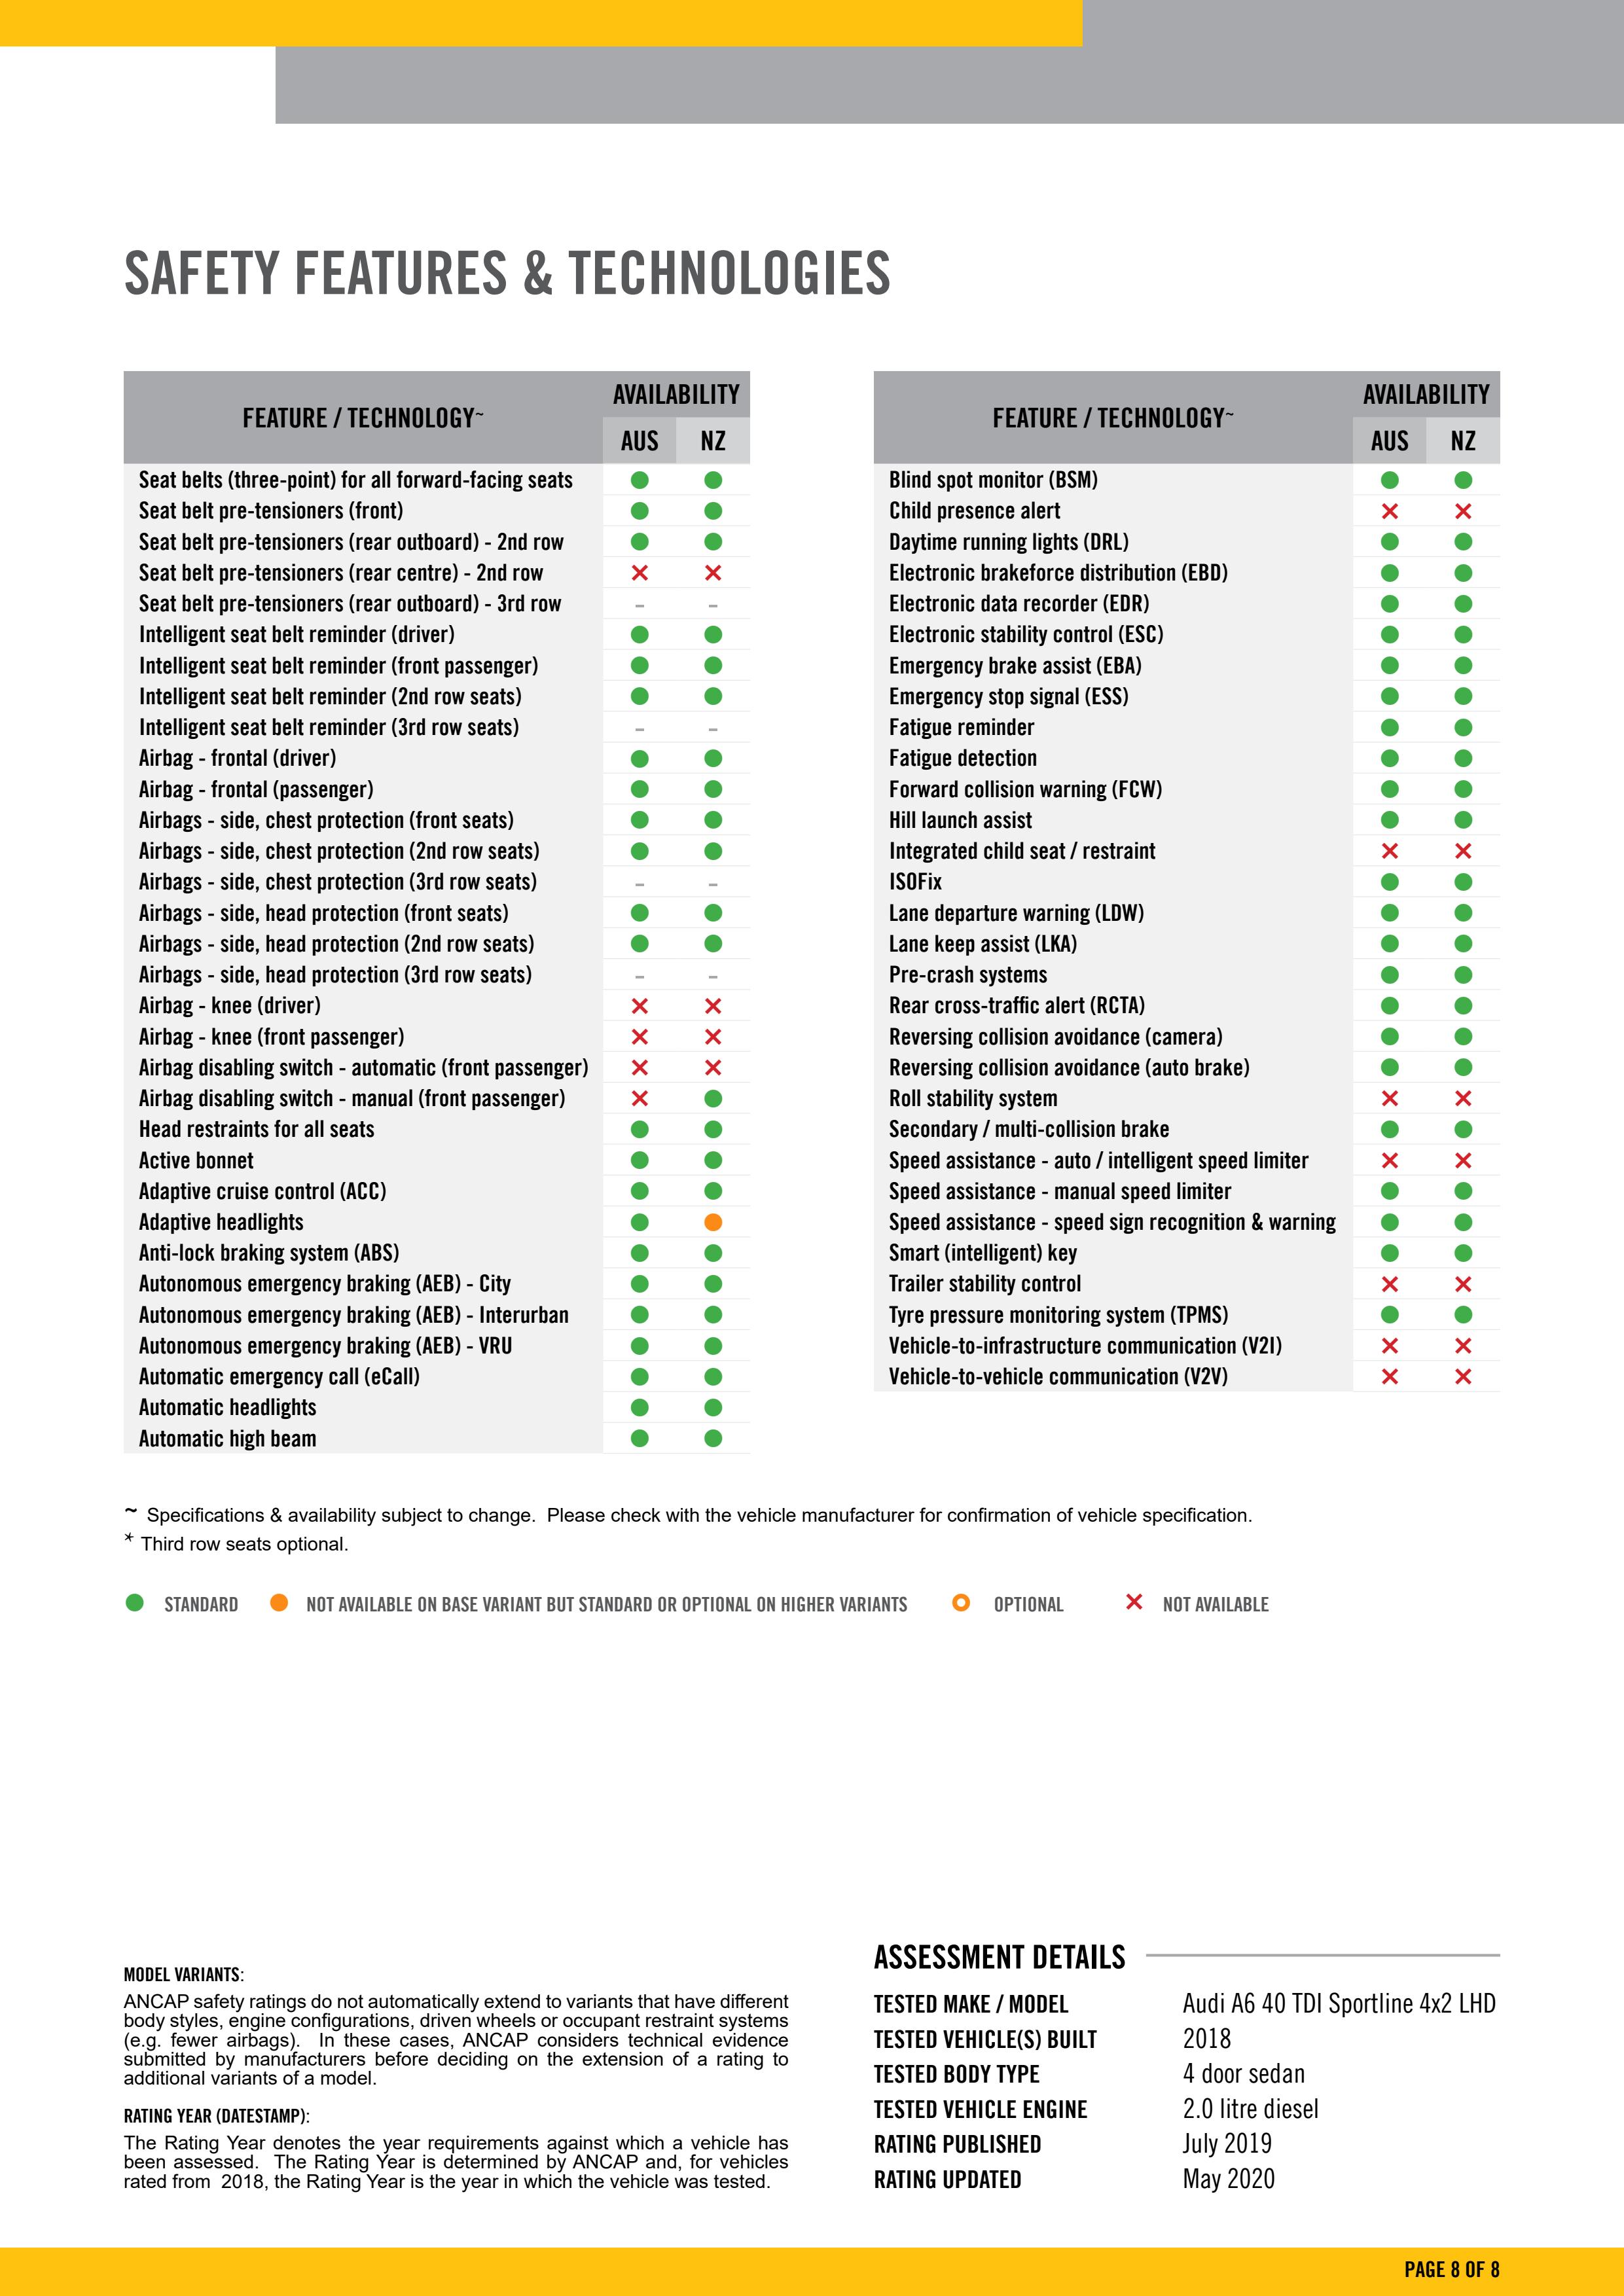 SAFETY FEATURES & TECHNOLOGIES
FEATURE / TECHNOLOGY~
AVAILABILITY
AUS NZ
Seat belts (three-point) for all forward-facing seats
Seat belt pre-tensioners (front)
Seat belt pre-tensioners (rear outboard) - 2nd row
Seat belt pre-tensioners (rear centre) - 2nd row ✕ ✕
Seat belt pre-tensioners (rear outboard) - 3rd row - -
Intelligent seat belt reminder (driver)
Intelligent seat belt reminder (front passenger)
Intelligent seat belt reminder (2nd row seats)
Intelligent seat belt reminder (3rd row seats) - -
Airbag - frontal (driver)
Airbag - frontal (passenger)
Airbags - side, chest protection (front seats)
Airbags - side, chest protection (2nd row seats)
Airbags - side, chest protection (3rd row seats) - -
Airbags - side, head protection (front seats)
Airbags - side, head protection (2nd row seats)
Airbags - side, head protection (3rd row seats) - -
Airbag - knee (driver) ✕ ✕
Airbag - knee (front passenger) ✕ ✕
Airbag disabling switch - automatic (front passenger) ✕ ✕
Airbag disabling switch - manual (front passenger) ✕
Head restraints for all seats
Active bonnet
Adaptive cruise control (ACC)
Adaptive headlights
Anti-lock braking system (ABS)
Autonomous emergency braking (AEB) - City
Autonomous emergency braking (AEB) - Interurban
Autonomous emergency braking (AEB) - VRU
Automatic emergency call (eCall)
Automatic headlights
Automatic high beam
FEATURE / TECHNOLOGY~
AVAILABILITY
AUS NZ
Blind spot monitor (BSM)
Child presence alert ✕ ✕
Daytime running lights (DRL)
Electronic brakeforce distribution (EBD)
Electronic data recorder (EDR)
Electronic stability control (ESC)
Emergency brake assist (EBA)
Emergency stop signal (ESS)
Fatigue reminder
Fatigue detection
Forward collision warning (FCW)
Hill launch assist
Integrated child seat / restraint ✕ ✕
ISOFix
Lane departure warning (LDW)
Lane keep assist (LKA)
Pre-crash systems
Rear cross-traffic alert (RCTA)
Reversing collision avoidance (camera)
Reversing collision avoidance (auto brake)
Roll stability system ✕ ✕
Secondary / multi-collision brake
Speed assistance - auto / intelligent speed limiter ✕ ✕
Speed assistance - manual speed limiter
Speed assistance - speed sign recognition & warning
Smart (intelligent) key
Trailer stability control ✕ ✕
Tyre pressure monitoring system (TPMS)
Vehicle-to-infrastructure communication (V2I) ✕ ✕
Vehicle-to-vehicle communication (V2V) ✕ ✕
~ Specifications & availability subject to change. Please check with the vehicle manufacturer for confirmation of vehicle specification.
* Third row seats optional.
STANDARD NOT AVAILABLE ON BASE VARIANT BUT STANDARD OR OPTIONAL ON HIGHER VARIANTS OPTIONAL ✕ NOT AVAILABLE
MODEL VARIANTS:
ANCAP safety ratings do not automatically extend to variants that have different
body styles, engine configurations, driven wheels or occupant restraint systems
(e.g. fewer airbags). In these cases, ANCAP considers technical evidence
submitted by manufacturers before deciding on the extension of a rating to
additional variants of a model.
RATING YEAR (DATESTAMP):
The Rating Year denotes the year requirements against which a vehicle has
been assessed. The Rating Year is determined by ANCAP and, for vehicles
rated from 2018, the Rating Year is the year in which the vehicle was tested.
ASSESSMENT DETAILS
TESTED MAKE / MODEL Audi A6 40 TDI Sportline 4x2 LHD
TESTED VEHICLE(S) BUILT 2018
TESTED BODY TYPE 4 door sedan
TESTED VEHICLE ENGINE 2.0 litre diesel
RATING PUBLISHED July 2019
RATING UPDATED May 2020
PAGE 8 OF 8